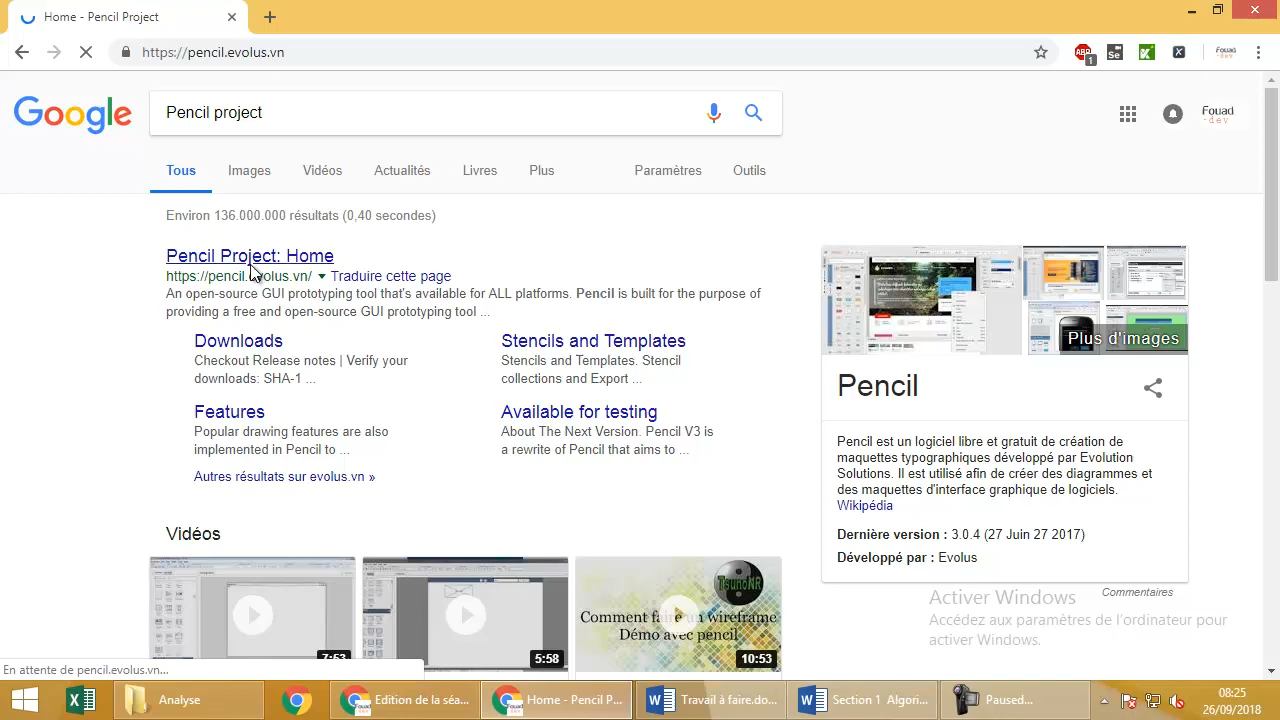 Home - Pencil Project
https://pencil.evolus.vn
ABP
1
Se
Fouad
-dev
Google
Pencil project
Fouad
-dev
Tous
Images
Vidéos
Actualités
Livres
Plus
Paramètres
Outils
Environ 136.000.000 résultats (0,40 secondes)
Pencil Project: Home
https://pencil.evolus.vn/ ▼ Traduire cette page
An open-source GUI prototyping tool that's available for ALL platforms. Pencil is built for the purpose of
providing a free and open-source GUI prototyping tool ...
Downloads
Checkout Release notes | Verify your
downloads: SHA-1 ...
Stencils and Templates
Stencils and Templates. Stencil
collections and Export ...
Features
Popular drawing features are also
implemented in Pencil to ...
Available for testing
About The Next Version. Pencil V3 is
a rewrite of Pencil that aims to ...
Autres résultats sur evolus.vn »
Plus d'images
Pencil
Pencil est un logiciel libre et gratuit de création de
maquettes typographiques développé par Evolution
Solutions. Il est utilisé afin de créer des diagrammes et
des maquettes d'interface graphique de logiciels.
Wikipédia
Dernière version : 3.0.4 (27 Juin 27 2017)
Développé par : Evolus
Commentaires
Vidéos
7:53
5:58
TsunoNR
Comment faire un wireframe
Démo avec pencil
10:53
Activer Windows
Accédez aux paramètres de l'ordinateur pour
activer Windows.
En attente de pencil.evolus.vn...
Analyse
Edition de la séa...
Home - Pencil P...
Travail à faire.do...
Section 1 Algori...
Paused...
08:25
26/09/2018